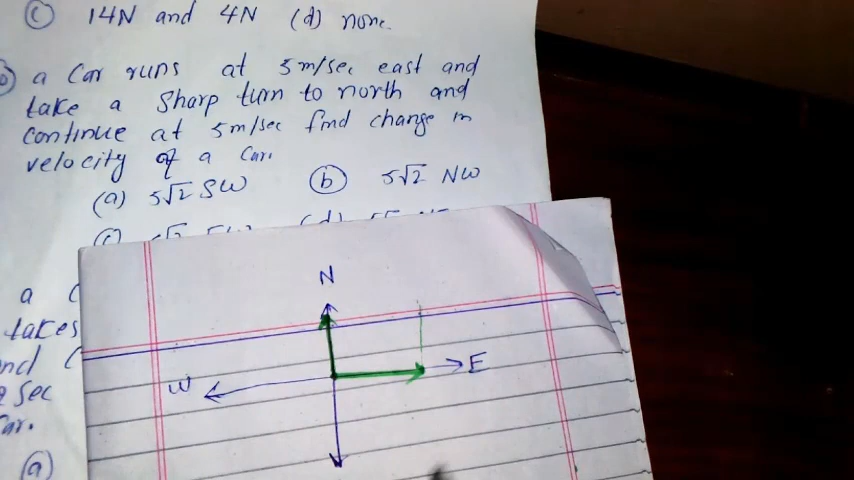 (c) 14N and 4N (d) none.
a Car runs at 5m/sec east and
take a Sharp turn to north and
continue at 5m/sec find change in
velocity of a Car.
(a) 5√2 SW (b) 5√2 NW
a
takes
sec
(a)
N
W E